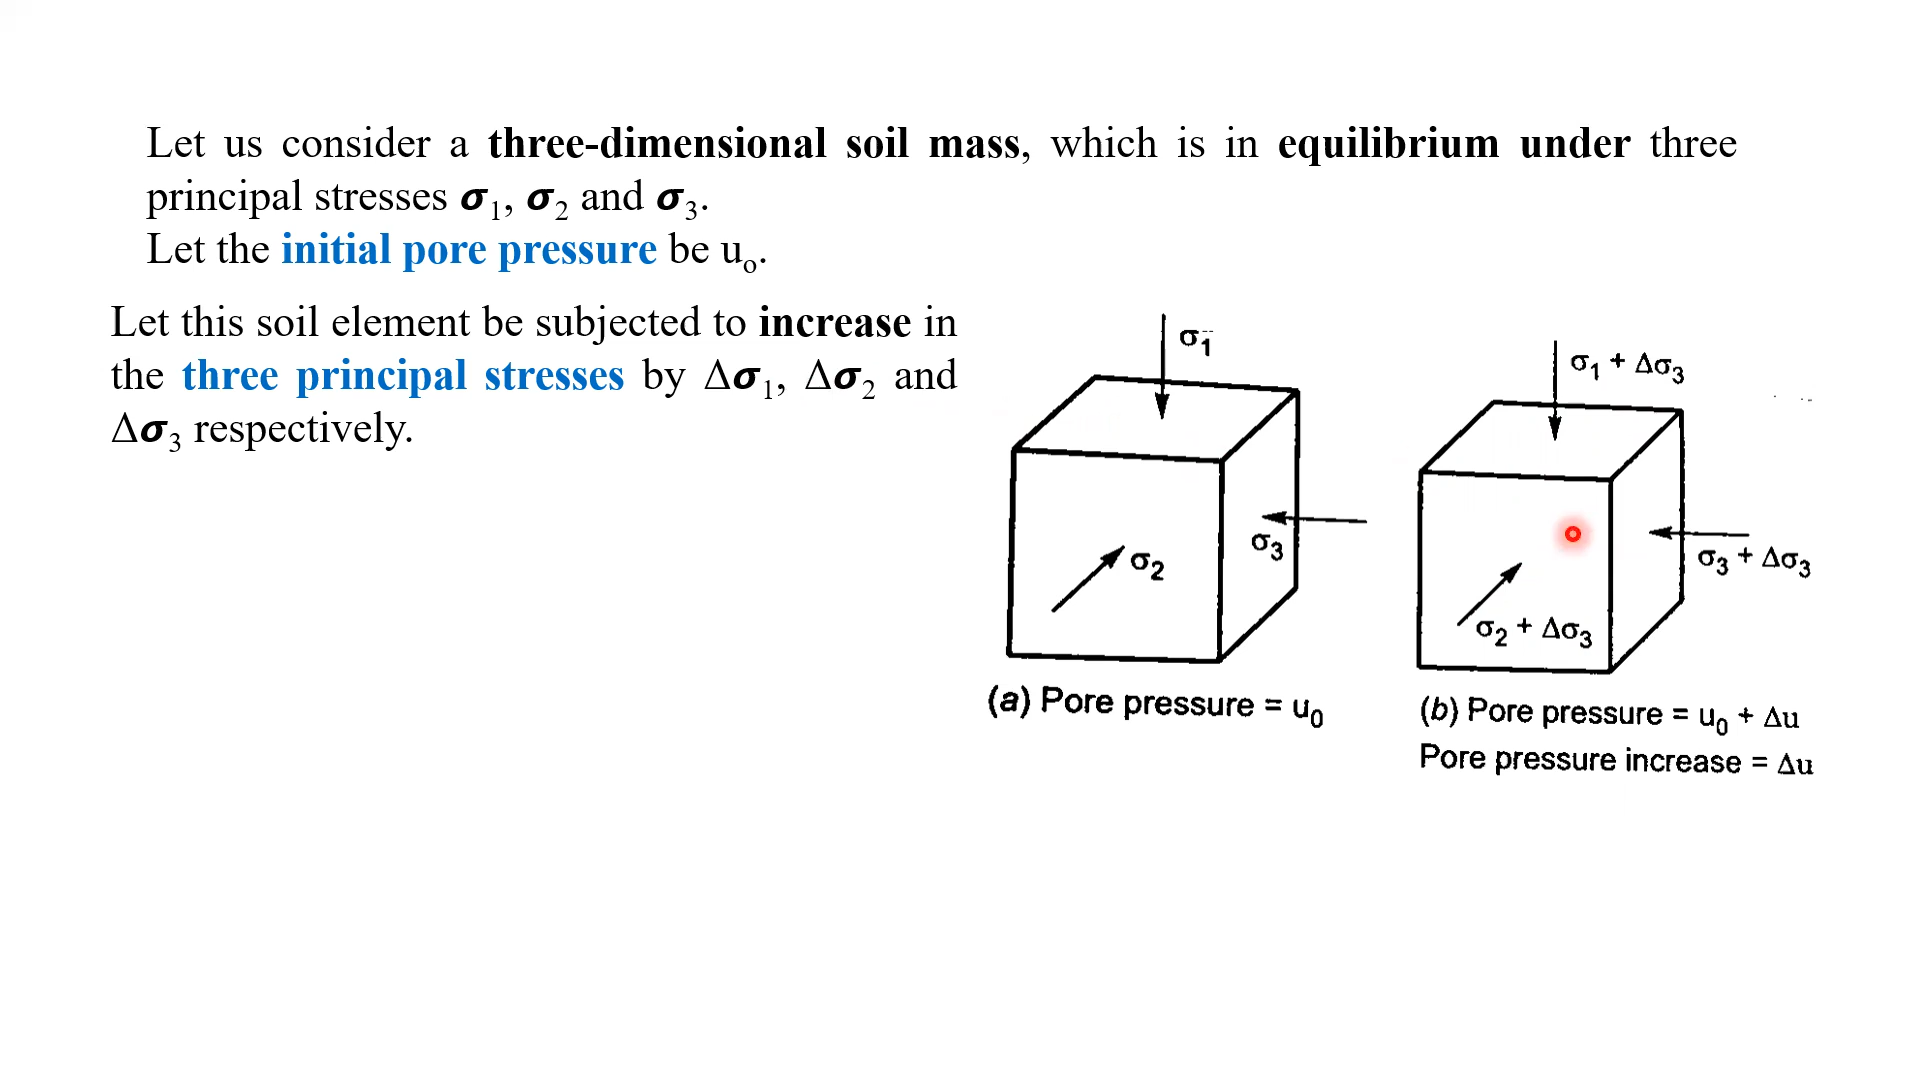 Let us consider a three-dimensional soil mass, which is in equilibrium under three
principal stresses σ₁, σ₂ and σ₃.
Let the initial pore pressure be uₒ.
Let this soil element be subjected to increase in
the three principal stresses by Δσ₁, Δσ₂ and
Δσ₃ respectively.
σ₁
σ₃
σ₂
(a) Pore pressure = u₀
σ₁ + Δσ₃
σ₃ + Δσ₃
σ₂ + Δσ₃
(b) Pore pressure = u₀ + Δu
Pore pressure increase = Δu